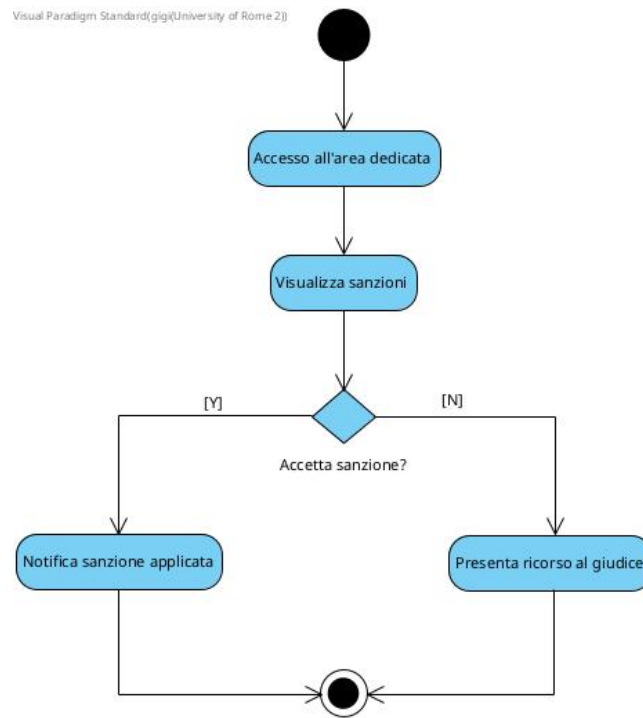 Visual Paradigm Standard(gigi(University of Rome 2))
Accesso all'area dedicata
Visualizza sanzioni
[Y]
[N]
Accetta sanzione?
Notifica sanzione applicata
Presenta ricorso al giudice